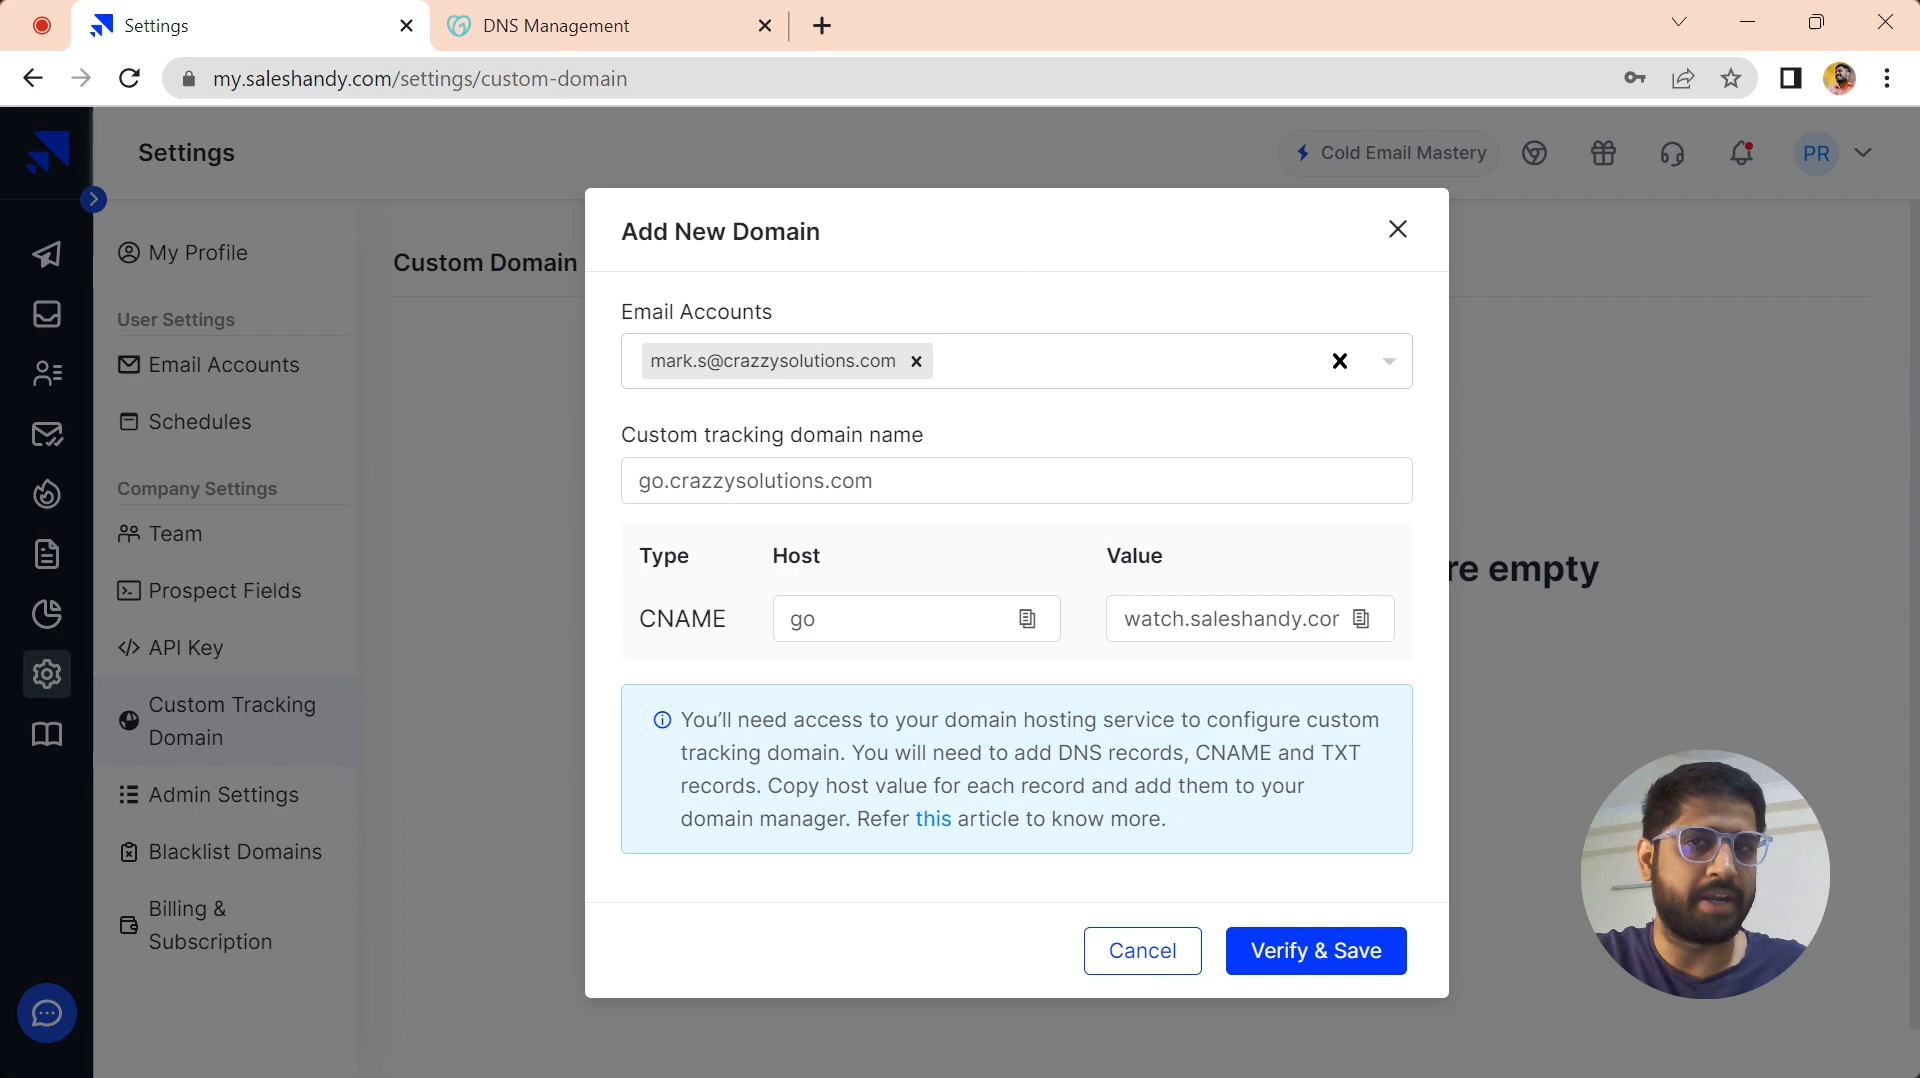 Settings
DNS Management
my.saleshandy.com/settings/custom-domain
Settings
Cold Email Mastery
PR
My Profile
User Settings
Email Accounts
Schedules
Company Settings
Team
Prospect Fields
API Key
Custom Tracking
Domain
Admin Settings
Blacklist Domains
Billing &
Subscription
Custom Domain
re empty
Add New Domain
Email Accounts
mark.s@crazzysolutions.com
Custom tracking domain name
go.crazzysolutions.com
Type Host Value
CNAME go watch.saleshandy.cor
You’ll need access to your domain hosting service to configure custom
tracking domain. You will need to add DNS records, CNAME and TXT
records. Copy host value for each record and add them to your
domain manager. Refer this article to know more.
Cancel
Verify & Save